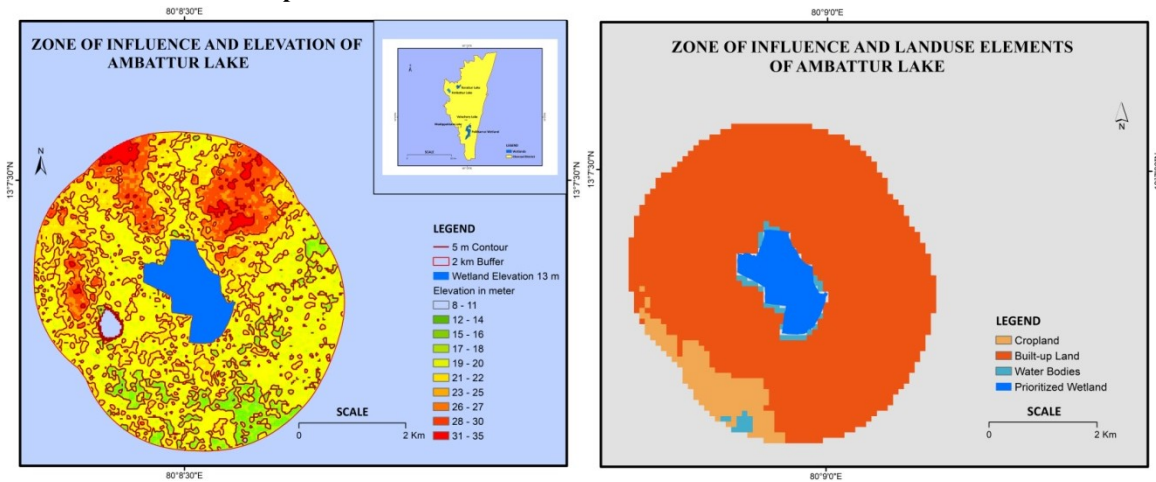 80°8'30"E
ZONE OF INFLUENCE AND ELEVATION OF
AMBATTUR LAKE
N
13°7'30"N
SCALE
LEGEND
LEGEND
5 m Contour
2 km Buffer
Wetland Elevation 13 m
Elevation in meter
8 - 11
12 - 14
15 - 16
17 - 18
19 - 20
21 - 22
23 - 25
26 - 27
28 - 30
31 - 35
SCALE
0 2 Km
80°8'30"E
80°9'0"E
ZONE OF INFLUENCE AND LANDUSE ELEMENTS
OF AMBATTUR LAKE
N
13°7'30"N
LEGEND
Cropland
Built-up Land
Water Bodies
Prioritized Wetland
SCALE
0 2 Km
80°9'0"E